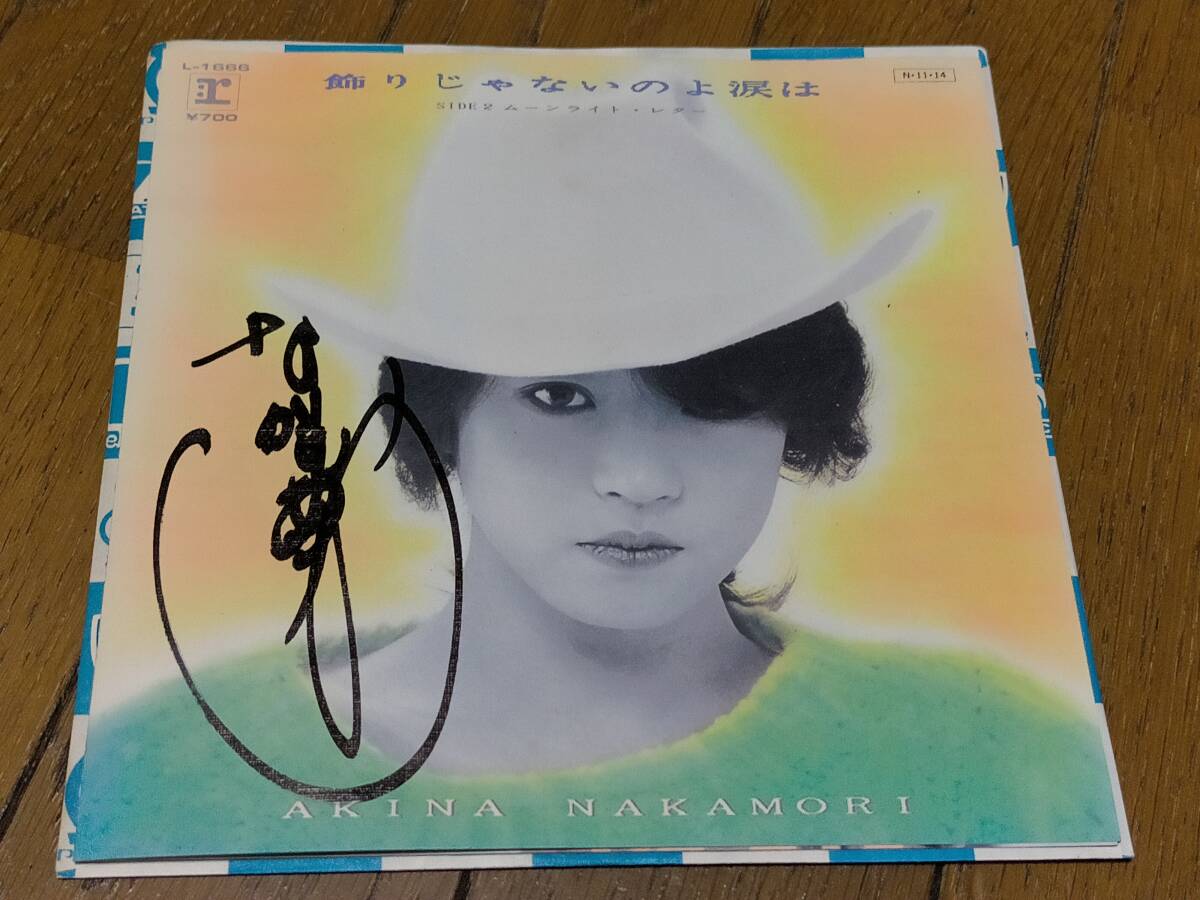 L-1666
r
¥700
飾りじゃないのよ涙は
N・11・14
SIDE2 ムーンライト・レター
AKINA NAKAMORI